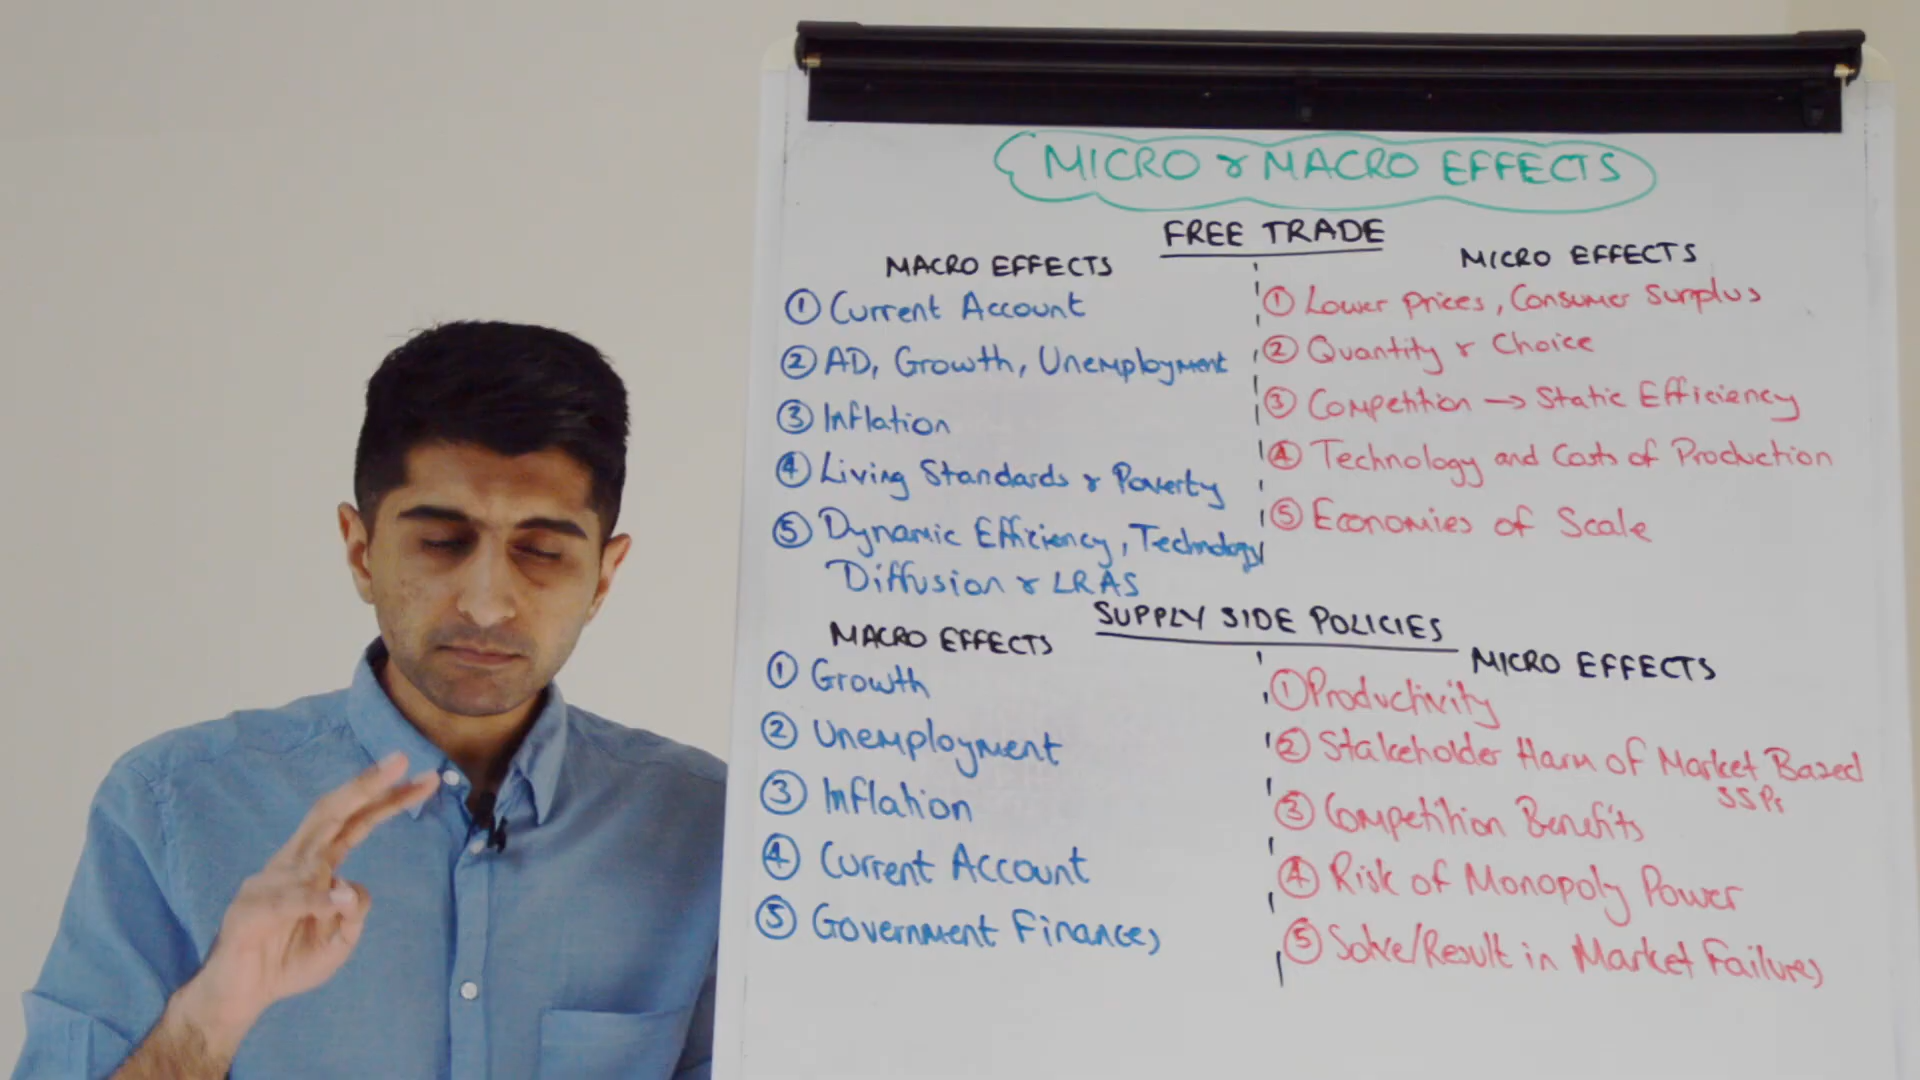 MICRO & MACRO EFFECTS
FREE TRADE
MACRO EFFECTS
① Current Account
② AD, Growth, Unemployment
③ Inflation
④ Living Standards & Poverty
⑤ Dynamic Efficiency, Technology
Diffusion & LRAS
MICRO EFFECTS
① Lower Prices, Consumer Surplus
② Quantity & Choice
③ Competition → Static Efficiency
④ Technology and Costs of Production
⑤ Economies of Scale
SUPPLY SIDE POLICIES
MACRO EFFECTS
① Growth
② Unemployment
③ Inflation
④ Current Account
⑤ Government Finances
MICRO EFFECTS
① Productivity
② Stakeholder Harm of Market Based
SSPs
③ Competition Benefits
④ Risk of Monopoly Power
⑤ Solve/Result in Market Failures